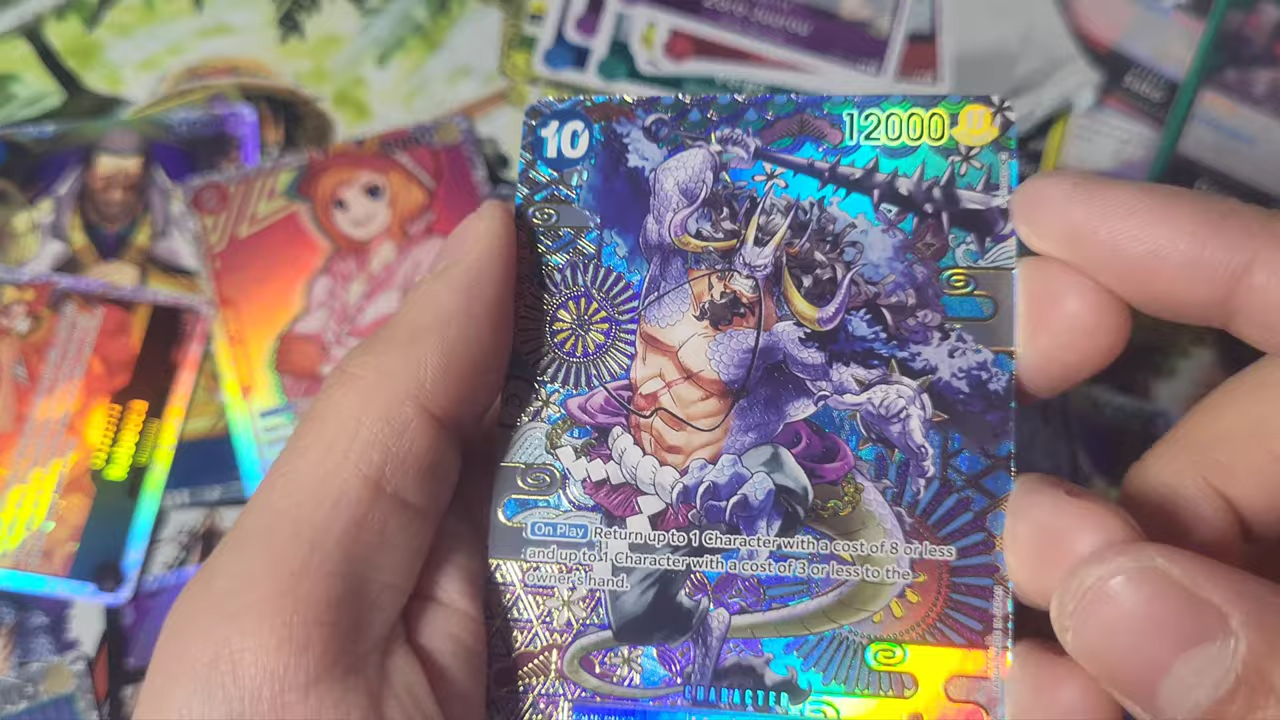 10
12000
On Play Return up to 1 Character with a cost of 8 or less
and up to 1 Character with a cost of 3 or less to the
owner's hand.
CHARACTER